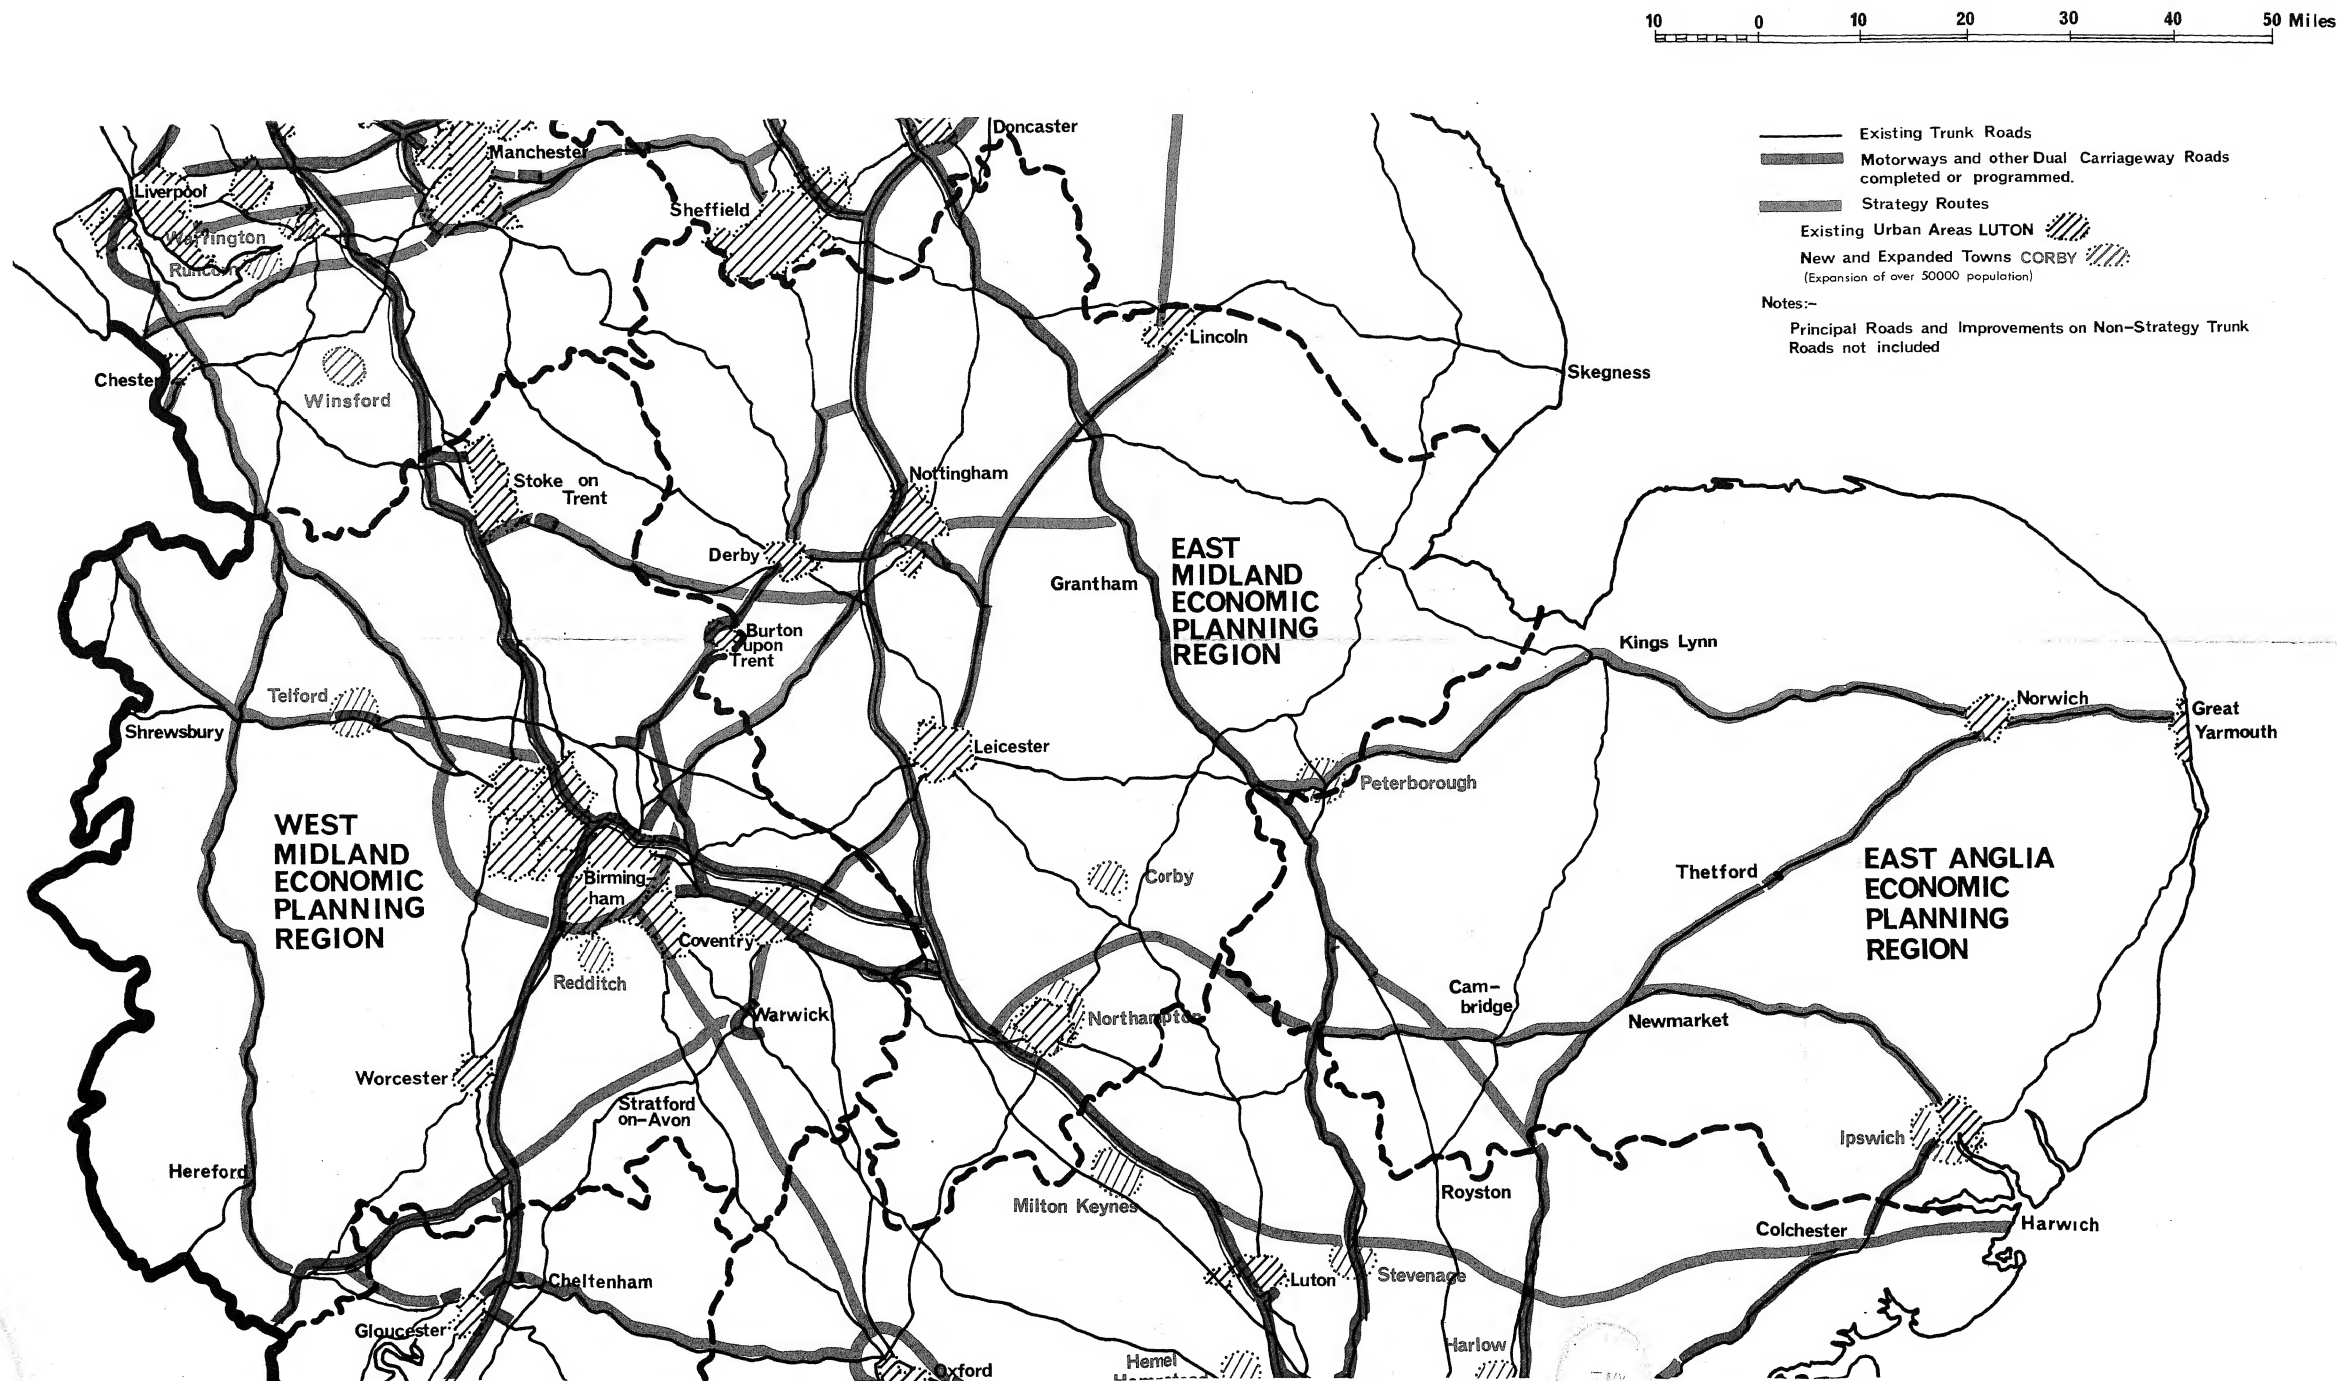 10 0 10 20 30 40 50 Miles
Existing Trunk Roads
Motorways and other Dual Carriageway Roads
completed or programmed.
Strategy Routes
Existing Urban Areas LUTON
New and Expanded Towns CORBY
(Expansion of over 50000 population)
Notes:-
Principal Roads and Improvements on Non-Strategy Trunk
Roads not included
Doncaster
Manchester
Liverpool
Sheffield
Warrington
Runcorn
Lincoln
Skegness
Chester
Winsford
Nottingham
Stoke on
Trent
Derby
Grantham
EAST
MIDLAND
ECONOMIC
PLANNING
REGION
Burton
upon
Trent
Kings Lynn
Telford
Shrewsbury
Norwich
Great
Yarmouth
Leicester
Peterborough
WEST
MIDLAND
ECONOMIC
PLANNING
REGION
Birming-
ham
Corby
Thetford
EAST ANGLIA
ECONOMIC
PLANNING
REGION
Coventry
Redditch
Cam-
bridge
Warwick
Northampton
Newmarket
Worcester
Stratford
on-Avon
Ipswich
Hereford
Milton Keynes
Royston
Colchester
Harwich
Cheltenham
Luton
Stevenage
Gloucester
Harlow
Hemel
Oxford